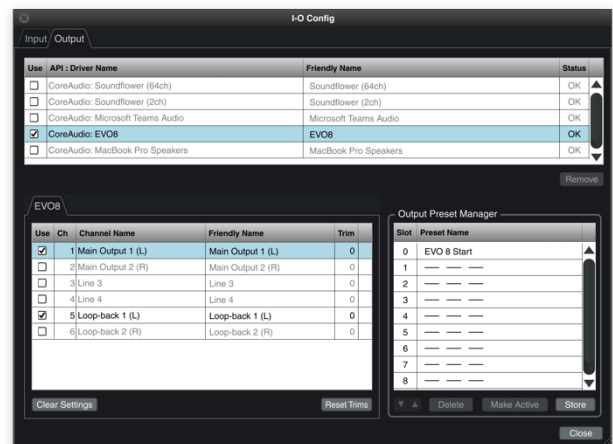 I-O Config
Input Output
Use API : Driver Name Friendly Name Status
CoreAudio: Soundflower (64ch) Soundflower (64ch) OK
CoreAudio: Soundflower (2ch) Soundflower (2ch) OK
CoreAudio: Microsoft Teams Audio Microsoft Teams Audio OK
CoreAudio: EVO8 EVO8 OK
CoreAudio: MacBook Pro Speakers MacBook Pro Speakers OK
Remove
EVO8
Use Ch Channel Name Friendly Name Trim
1 Main Output 1 (L) Main Output 1 (L) 0
2 Main Output 2 (R) Main Output 2 (R) 0
3 Line 3 Line 3 0
4 Line 4 Line 4 0
5 Loop-back 1 (L) Loop-back 1 (L) 0
6 Loop-back 2 (R) Loop-back 2 (R) 0
Clear Settings Reset Trims
Output Preset Manager
Slot Preset Name
0 EVO 8 Start
1 — — —
2 — — —
3 — — —
4 — — —
5 — — —
6 — — —
7 — — —
8 — — —
Delete Make Active Store
Close